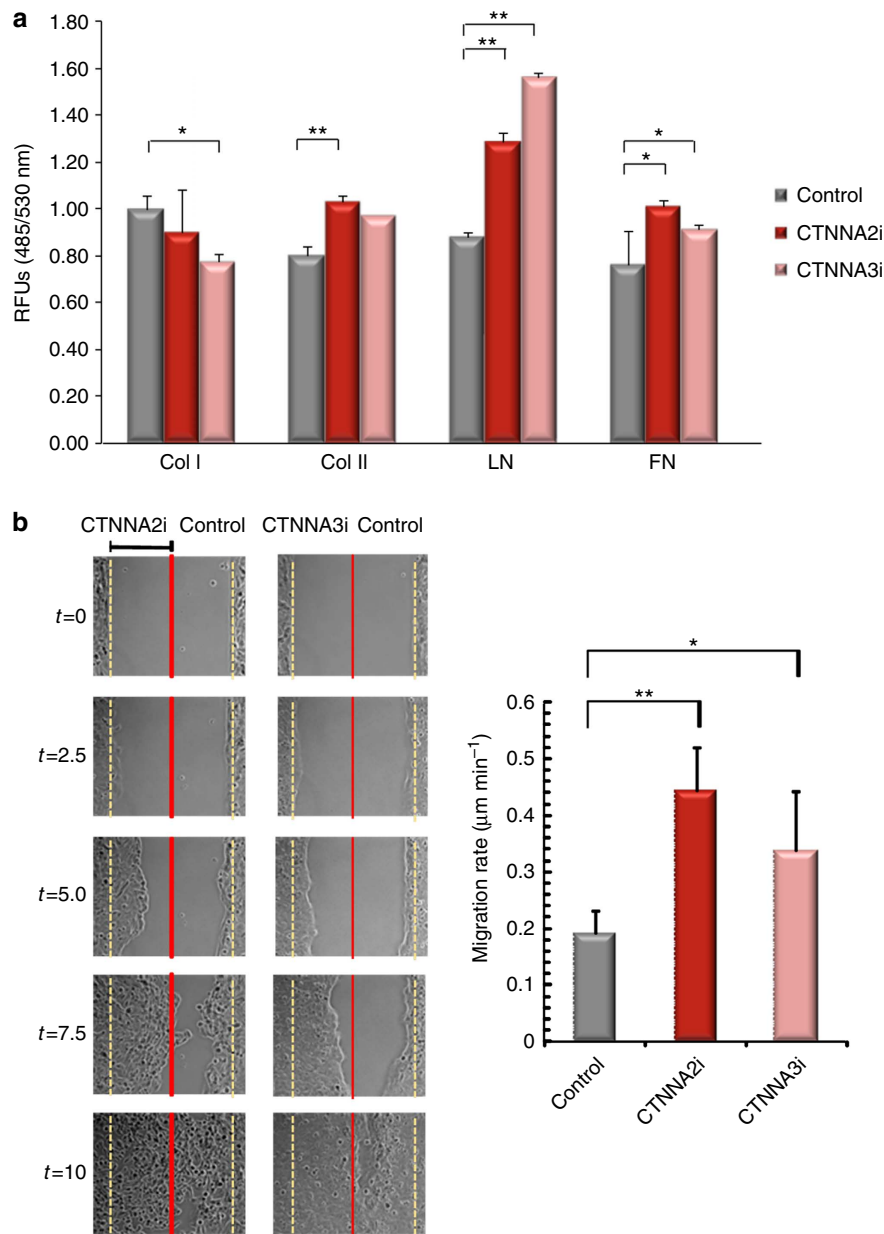 a
1.80
1.60
1.40
1.20
1.00
0.80
0.60
0.40
0.20
0.00
RFUs (485/530 nm)
*
**
**
**
*
*
Col I
Col II
LN
FN
Control
CTNNA2i
CTNNA3i
b
CTNNA2i Control
CTNNA3i Control
t=0
t=2.5
t=5.0
t=7.5
t=10
*
**
0.6
0.5
0.4
0.3
0.2
0.1
0
Migration rate (μm min⁻¹)
Control
CTNNA2i
CTNNA3i